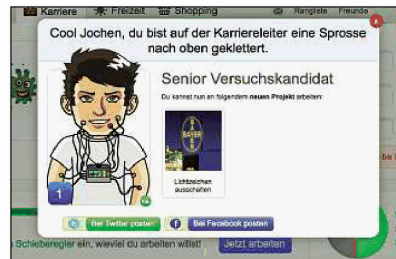 Karriere Freizeit Shopping Rangliste Freunde
Cool Jochen, du bist auf der Karriereleiter eine Sprosse
nach oben geklettert.
Senior Versuchskandidat
Du kannst nun an folgendem neuen Projekt arbeiten:
BAYER
Lichtzeichen
ausschalten
1
Bei Twitter posten
Bei Facebook posten
Schieberegler ein, wieviel du arbeiten willst! Jetzt arbeiten